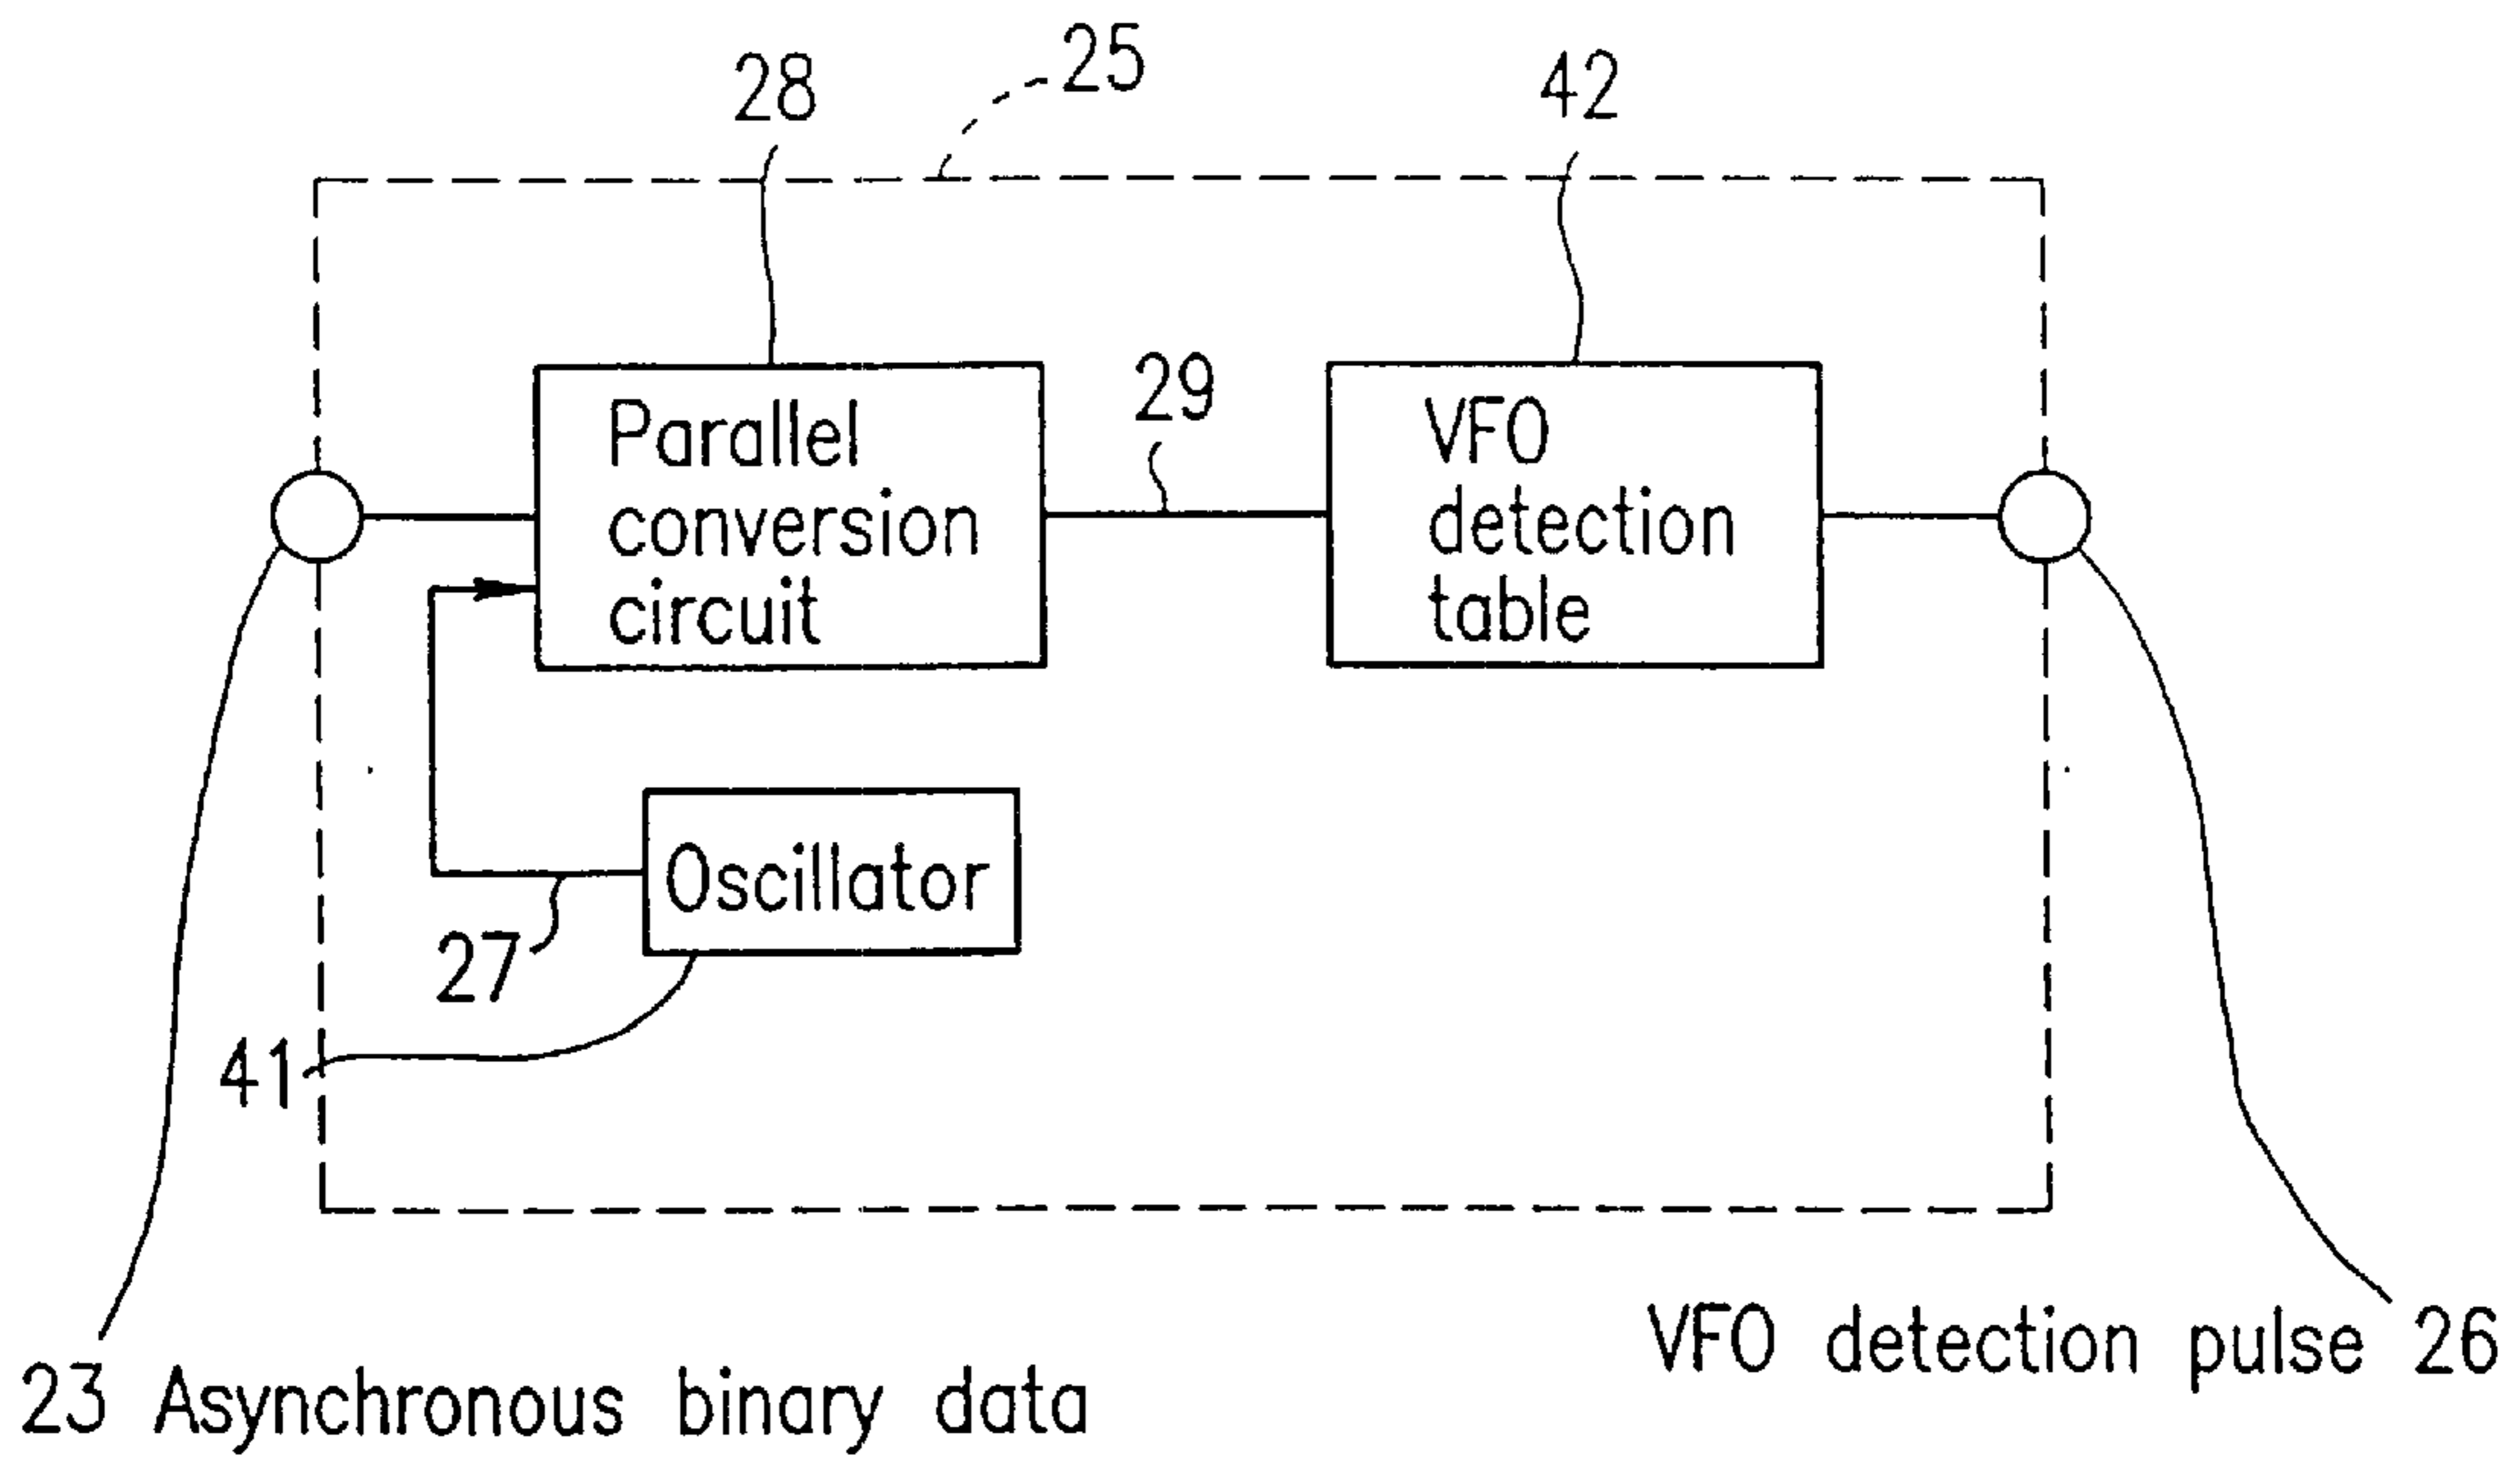 25
28
42
29
Parallel
conversion
circuit
VFO
detection
table
Oscillator
27
41
VFO detection pulse 26
23 Asynchronous binary data